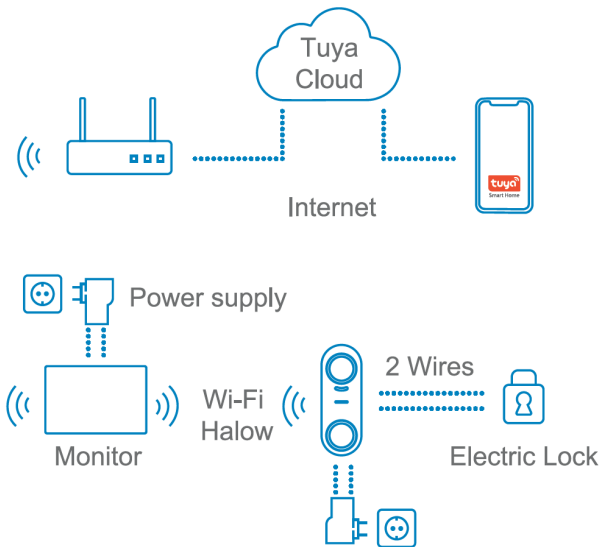 Tuya
Cloud
tuya
Smart Home
Internet
Power supply
2 Wires
Wi-Fi
Halow
Monitor
Electric Lock